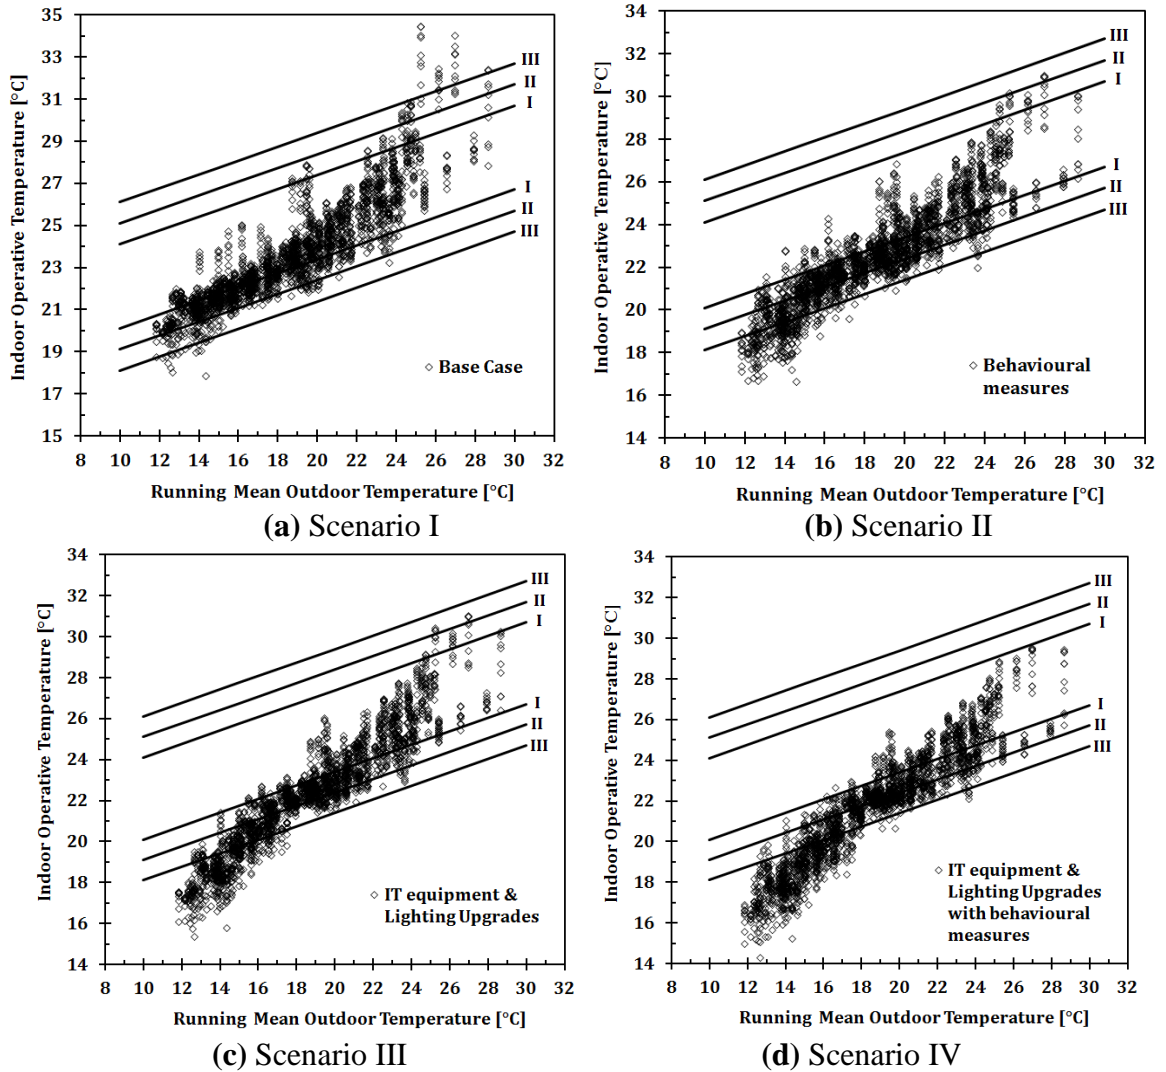 35
33
31
29
27
25
23
21
19
17
15
Indoor Operative Temperature [°C]
III
II
I
I
II
III
Base Case
8 10 12 14 16 18 20 22 24 26 28 30 32
Running Mean Outdoor Temperature [°C]
(a) Scenario I
34
32
30
28
26
24
22
20
18
16
14
Indoor Operative Temperature [°C]
III
II
I
I
II
III
Behavioural
measures
8 10 12 14 16 18 20 22 24 26 28 30 32
Running Mean Outdoor Temperature [°C]
(b) Scenario II
34
32
30
28
26
24
22
20
18
16
14
Indoor Operative Temperature [°C]
III
II
I
I
II
III
IT equipment &
Lighting Upgrades
8 10 12 14 16 18 20 22 24 26 28 30 32
Running Mean Outdoor Temperature [°C]
(c) Scenario III
34
32
30
28
26
24
22
20
18
16
14
Indoor Operative Temperature [°C]
III
II
I
I
II
III
IT equipment &
Lighting Upgrades
with behavioural
measures
8 10 12 14 16 18 20 22 24 26 28 30 32
Running Mean Outdoor Temperature [°C]
(d) Scenario IV